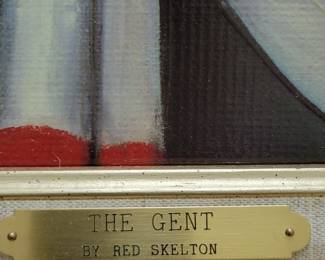 THE GENT
BY RED SKELTON